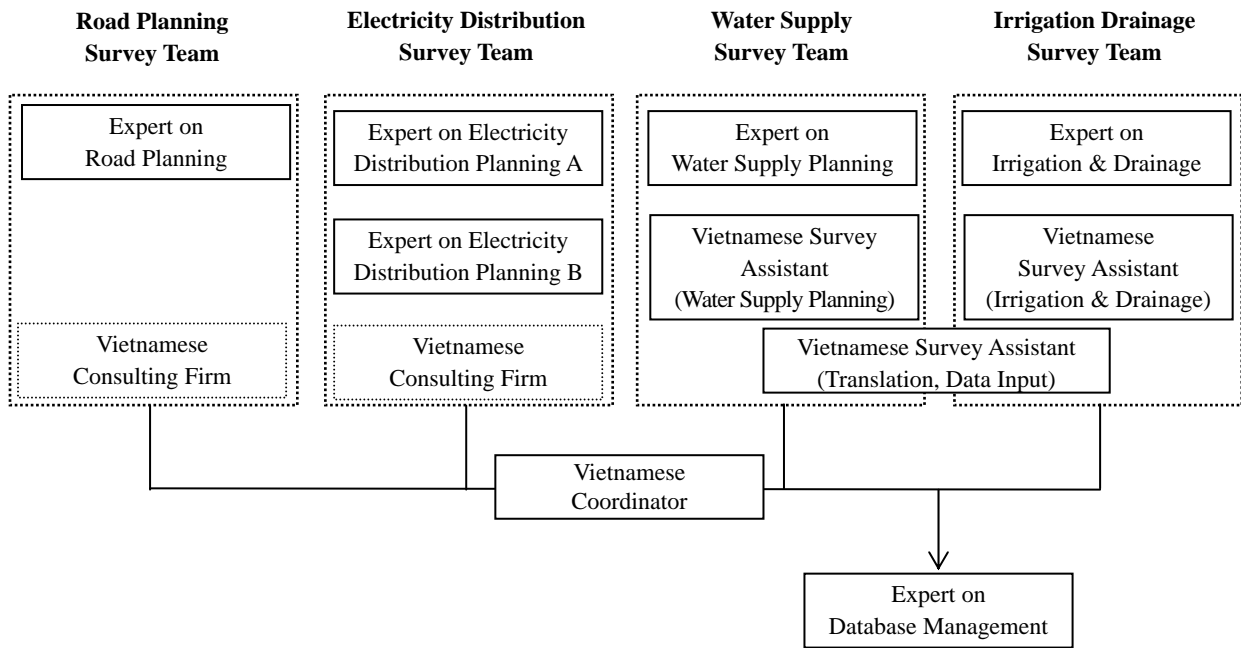 Road Planning
Survey Team
Electricity Distribution
Survey Team
Water Supply
Survey Team
Irrigation Drainage
Survey Team
Expert on
Road Planning
Expert on Electricity
Distribution Planning A
Expert on
Water Supply Planning
Expert on
Irrigation & Drainage
Expert on Electricity
Distribution Planning B
Vietnamese Survey
Assistant
(Water Supply Planning)
Vietnamese
Survey Assistant
(Irrigation & Drainage)
Vietnamese
Consulting Firm
Vietnamese
Consulting Firm
Vietnamese Survey Assistant
(Translation, Data Input)
Vietnamese
Coordinator
Expert on
Database Management